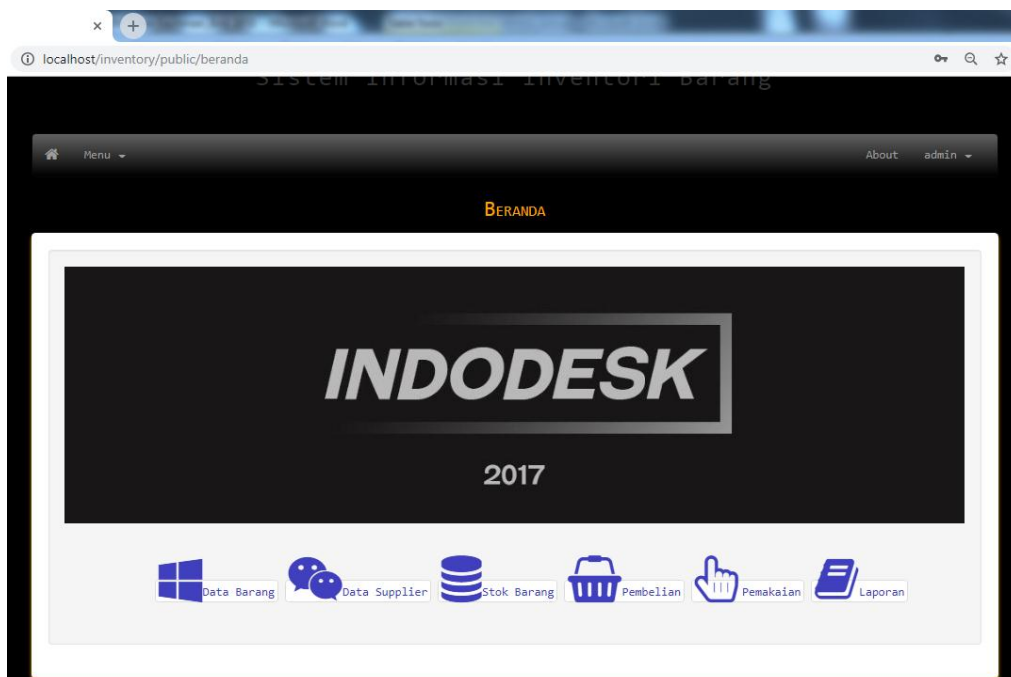 localhost/inventory/public/beranda
Sistem Informasi Inventori Barang
Menu
About admin
BERANDA
INDODESK
2017
Data Barang Data Supplier Stok Barang Pembelian Pemakaian Laporan